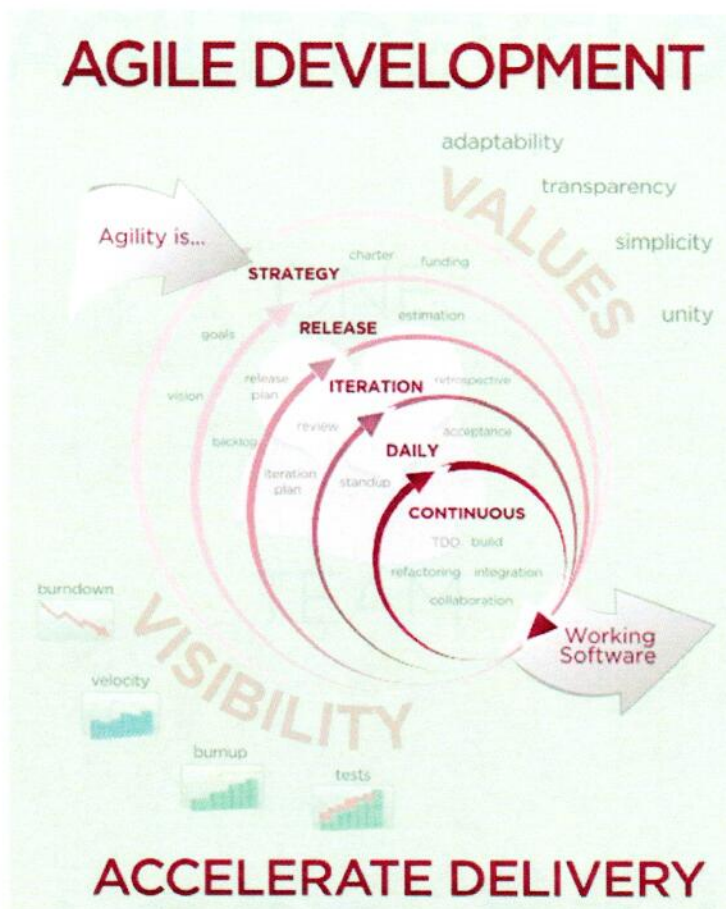 AGILE DEVELOPMENT
adaptability
transparency
simplicity
unity
VALUES
Agility is...
STRATEGY
charter
funding
goals
vision
RELEASE
estimation
release
plan
backlog
ITERATION
retrospective
review
iteration
plan
DAILY
acceptance
standup
CONTINUOUS
TDD build
refactoring integration
collaboration
Working
Software
VISIBILITY
burndown
velocity
burnup
tests
ACCELERATE DELIVERY